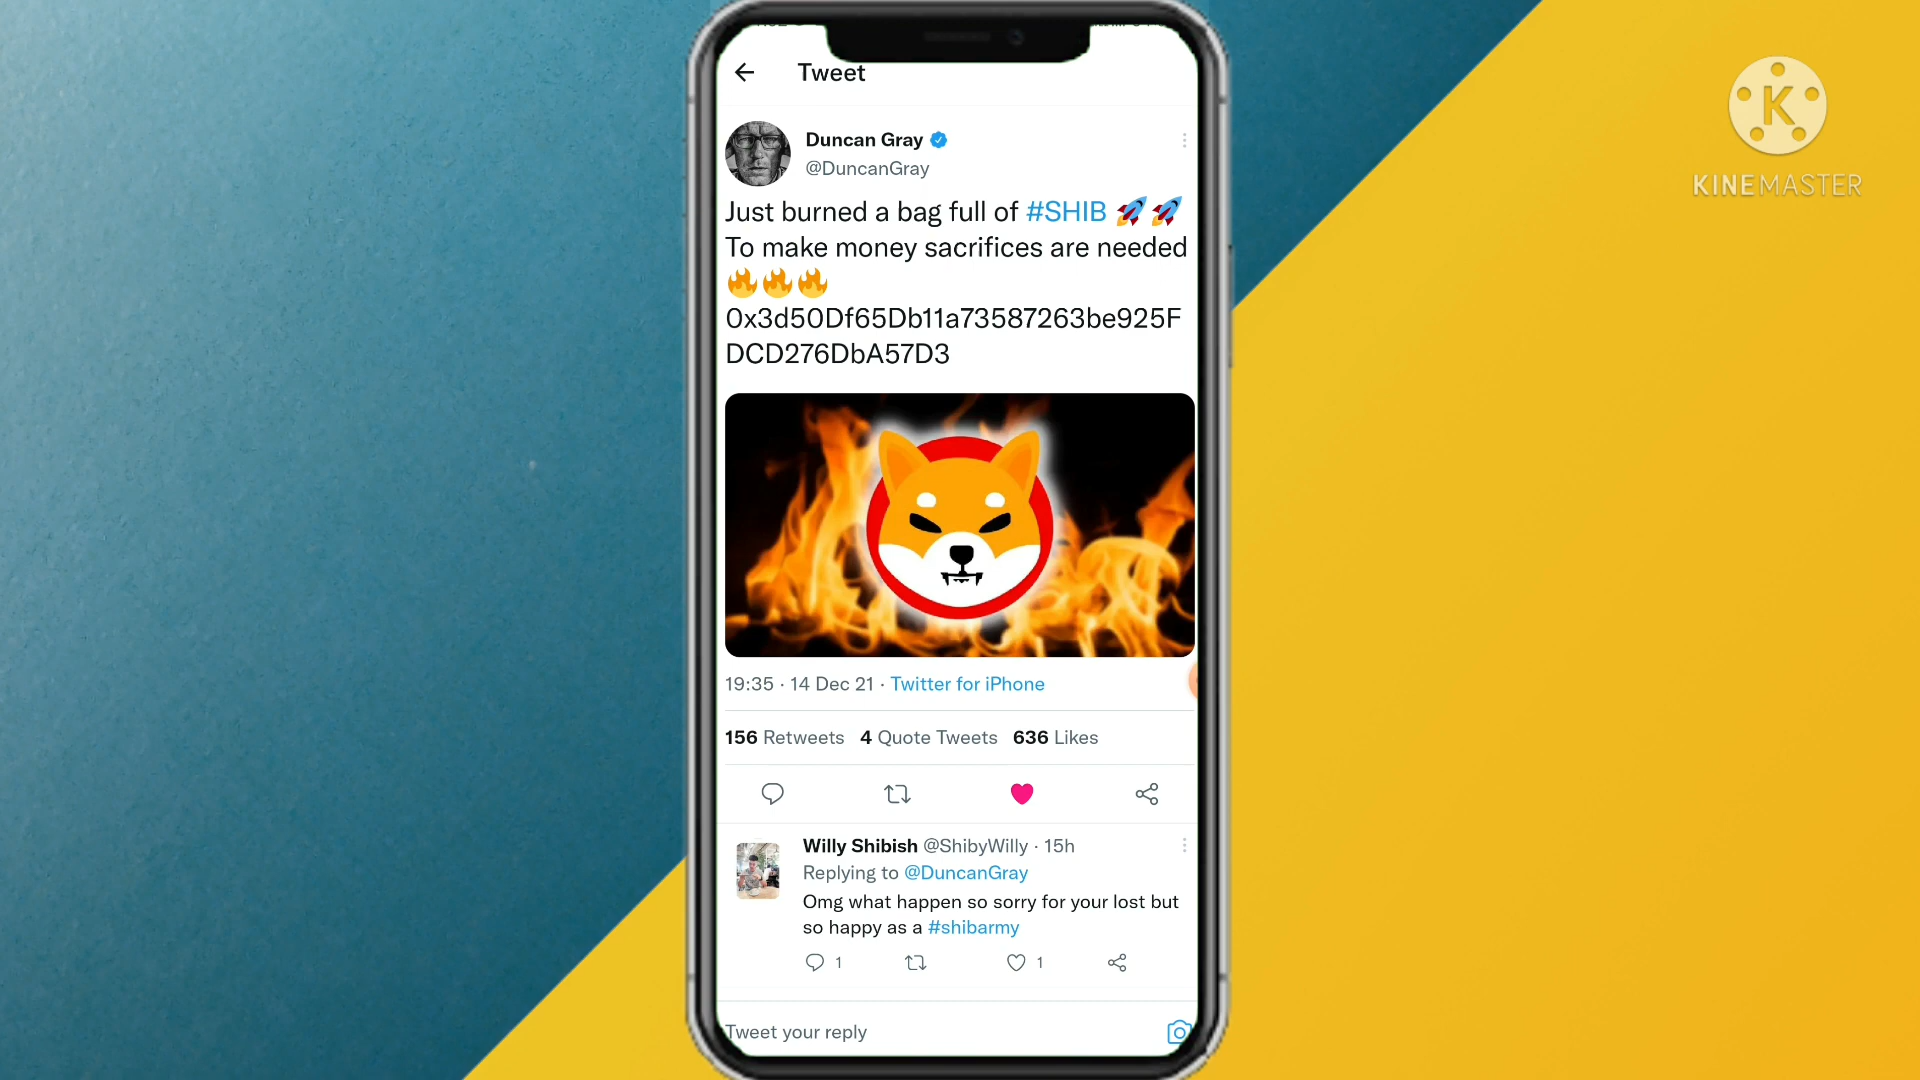 Tweet
Duncan Gray
@DuncanGray
Just burned a bag full of #SHIB 🚀🚀
To make money sacrifices are needed
🔥🔥🔥
0x3d50Df65Db11a73587263be925F
DCD276DbA57D3
19:35 · 14 Dec 21 · Twitter for iPhone
156 Retweets 4 Quote Tweets 636 Likes
Willy Shibish @ShibyWilly · 15h
Replying to @DuncanGray
Omg what happen so sorry for your lost but
so happy as a #shibarmy
1 1
Tweet your reply
K
KINEMASTER